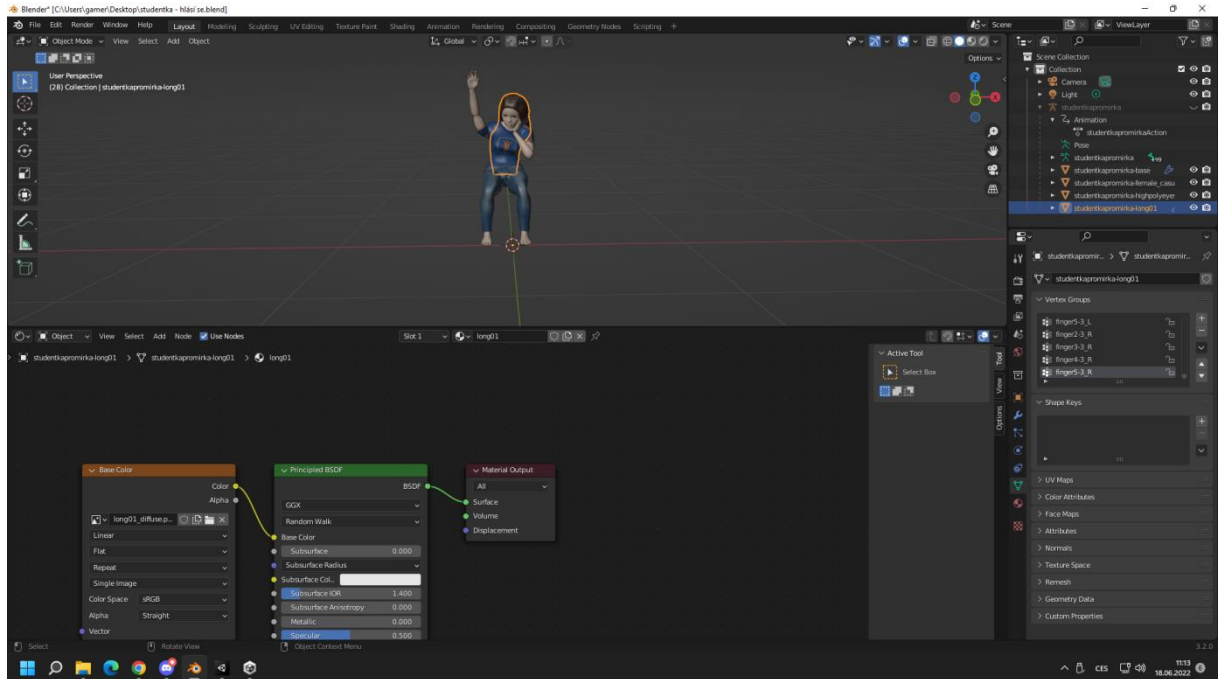 Blender* [C:\Users\gamer\Desktop\studentka - hlásí se.blend]
File Edit Render Window Help Layout Modeling Sculpting UV Editing Texture Paint Shading Animation Rendering Compositing Geometry Nodes Scripting +
Scene
ViewLayer
Object Mode View Select Add Object
Global
Options
User Perspective
(28) Collection | studentkapromirka-long01
Scene Collection
Collection
Camera
Light
studentkapromirka
Animation
studentkapromirkaAction
Pose
studentkapromirka
studentkapromirka-base
studentkapromirka-female_casu
studentkapromirka-highpolyeyer
studentkapromirka-long01
studentkapromir... > studentkapromir...
studentkapromirka-long01
Vertex Groups
finger5-3_L
finger2-3_R
finger3-3_R
finger4-3_R
finger5-3_R
Shape Keys
UV Maps
Color Attributes
Face Maps
Attributes
Normals
Texture Space
Remesh
Geometry Data
Custom Properties
Object View Select Add Node Use Nodes
Slot 1
long01
studentkapromirka-long01 > studentkapromirka-long01 > long01
Active Tool
Select Box
Tool
View
Options
Base Color
Color
Alpha
long01_diffuse.p..
Linear
Flat
Repeat
Single Image
Color Space sRGB
Alpha Straight
Vector
Principled BSDF
BSDF
GGX
Random Walk
Base Color
Subsurface 0.000
Subsurface Radius
Subsurface Col..
Subsurface IOR 1.400
Subsurface Anisotropy 0.000
Metallic 0.000
Specular 0.500
Material Output
All
Surface
Volume
Displacement
Select
Rotate View
Object Context Menu
3.2.0
CES
11:13
18.06.2022